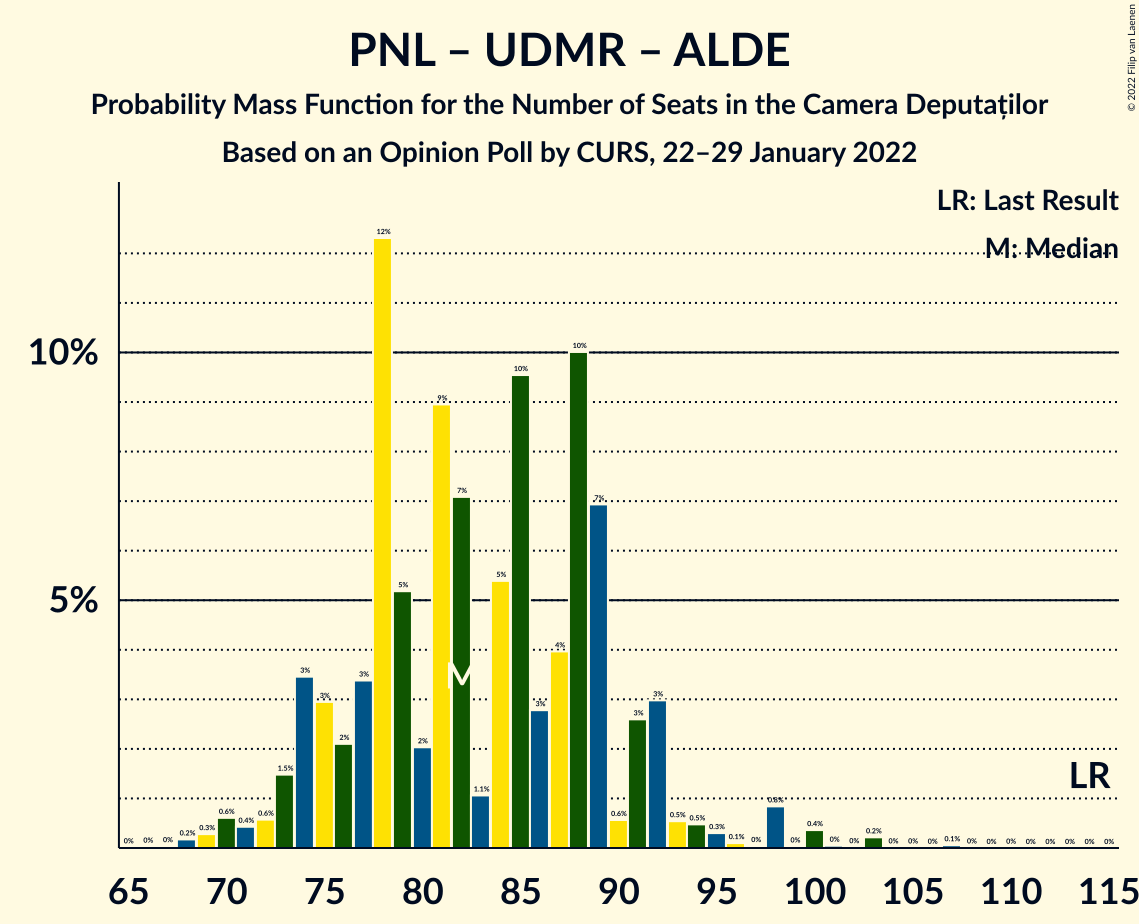 PNL – UDMR – ALDE
Probability Mass Function for the Number of Seats in the Camera Deputaților
Based on an Opinion Poll by CURS, 22–29 January 2022
© 2022 Filip van Laenen
LR: Last Result
M: Median
10%
5%
0% 0% 0% 0.2% 0.3% 0.6% 0.4% 0.6% 1.5% 3% 3% 2% 3% 12% 5% 2% 9% 7% 1.1% 5% 10% 3% 4% 10% 7% 0.6% 3% 3% 0.5% 0.5% 0.3% 0.1% 0% 0.8% 0% 0.4% 0% 0% 0.2% 0% 0% 0% 0.1% 0% 0% 0% 0% 0% 0% 0% 0%
M
LR
65 70 75 80 85 90 95 100 105 110 115